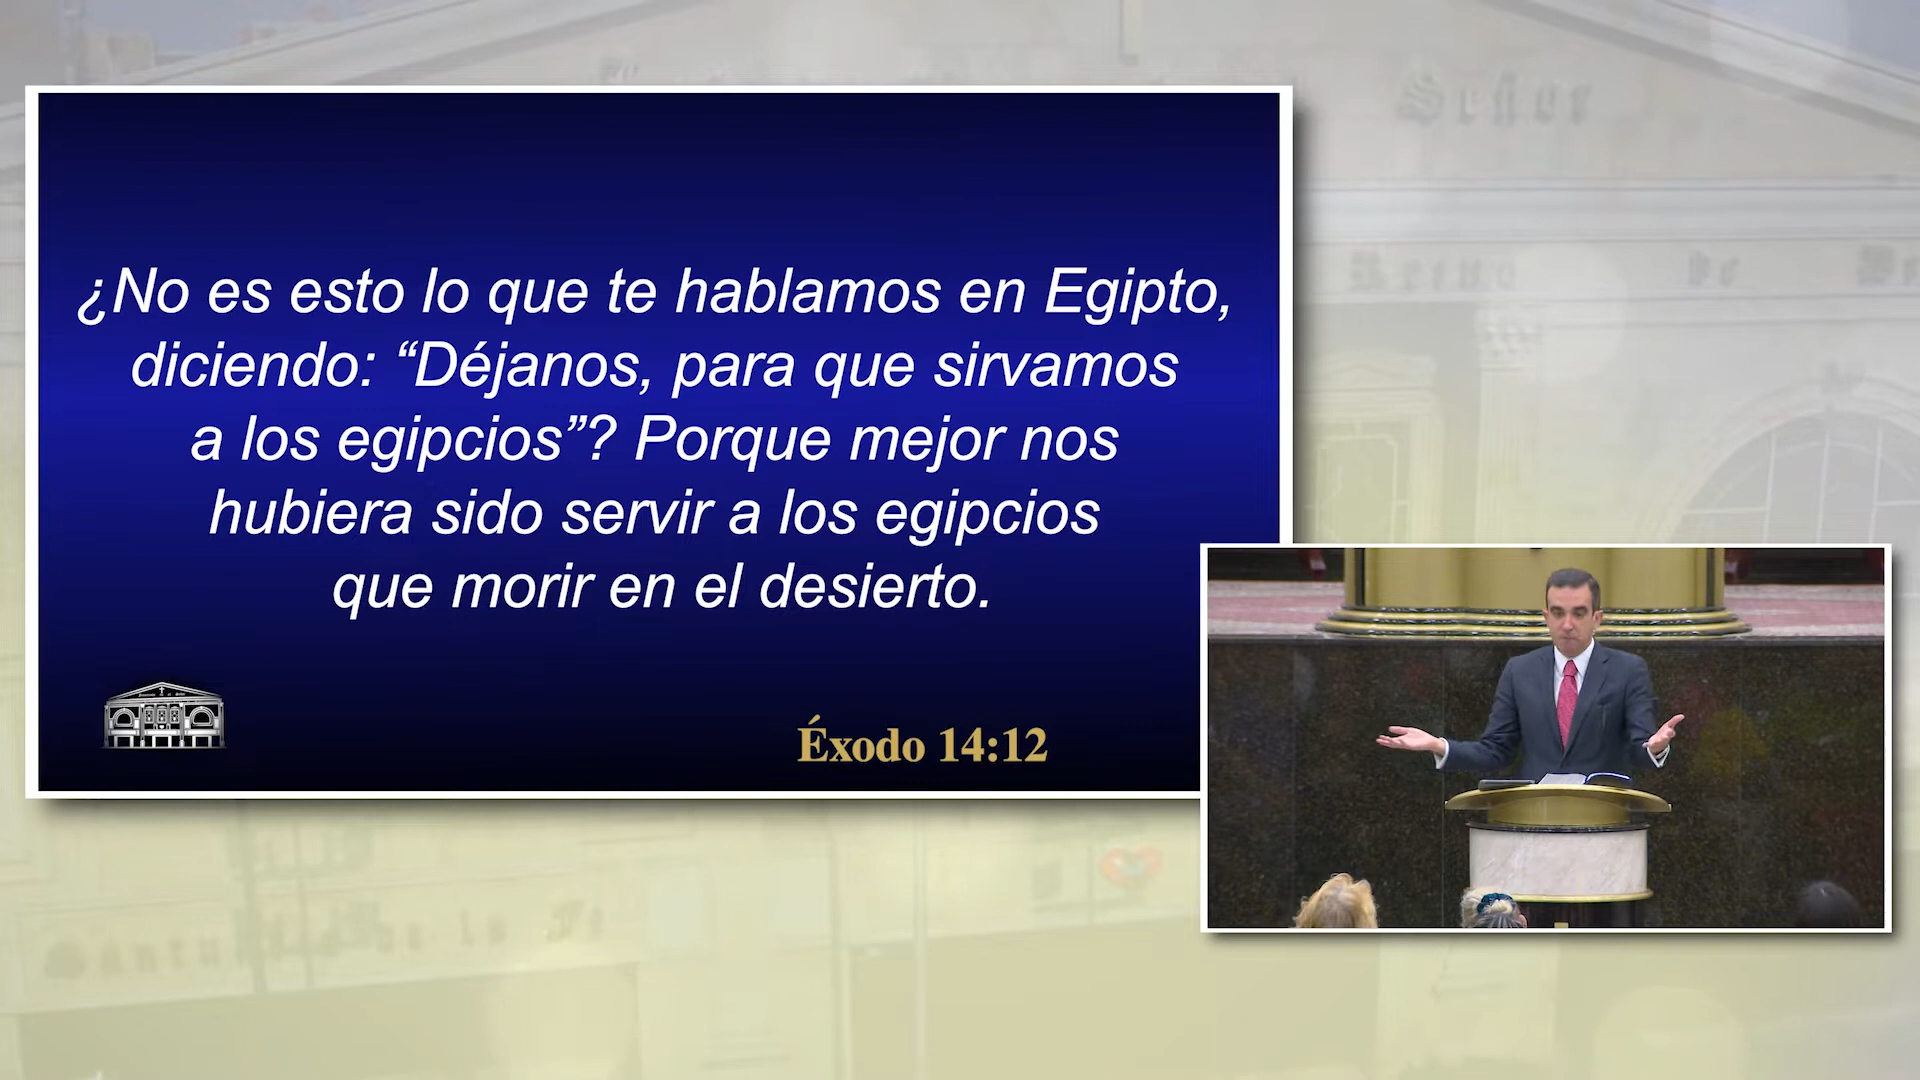 Señor
¿No es esto lo que te hablamos en Egipto,
diciendo: “Déjanos, para que sirvamos
a los egipcios”? Porque mejor nos
hubiera sido servir a los egipcios
que morir en el desierto.
Éxodo 14:12